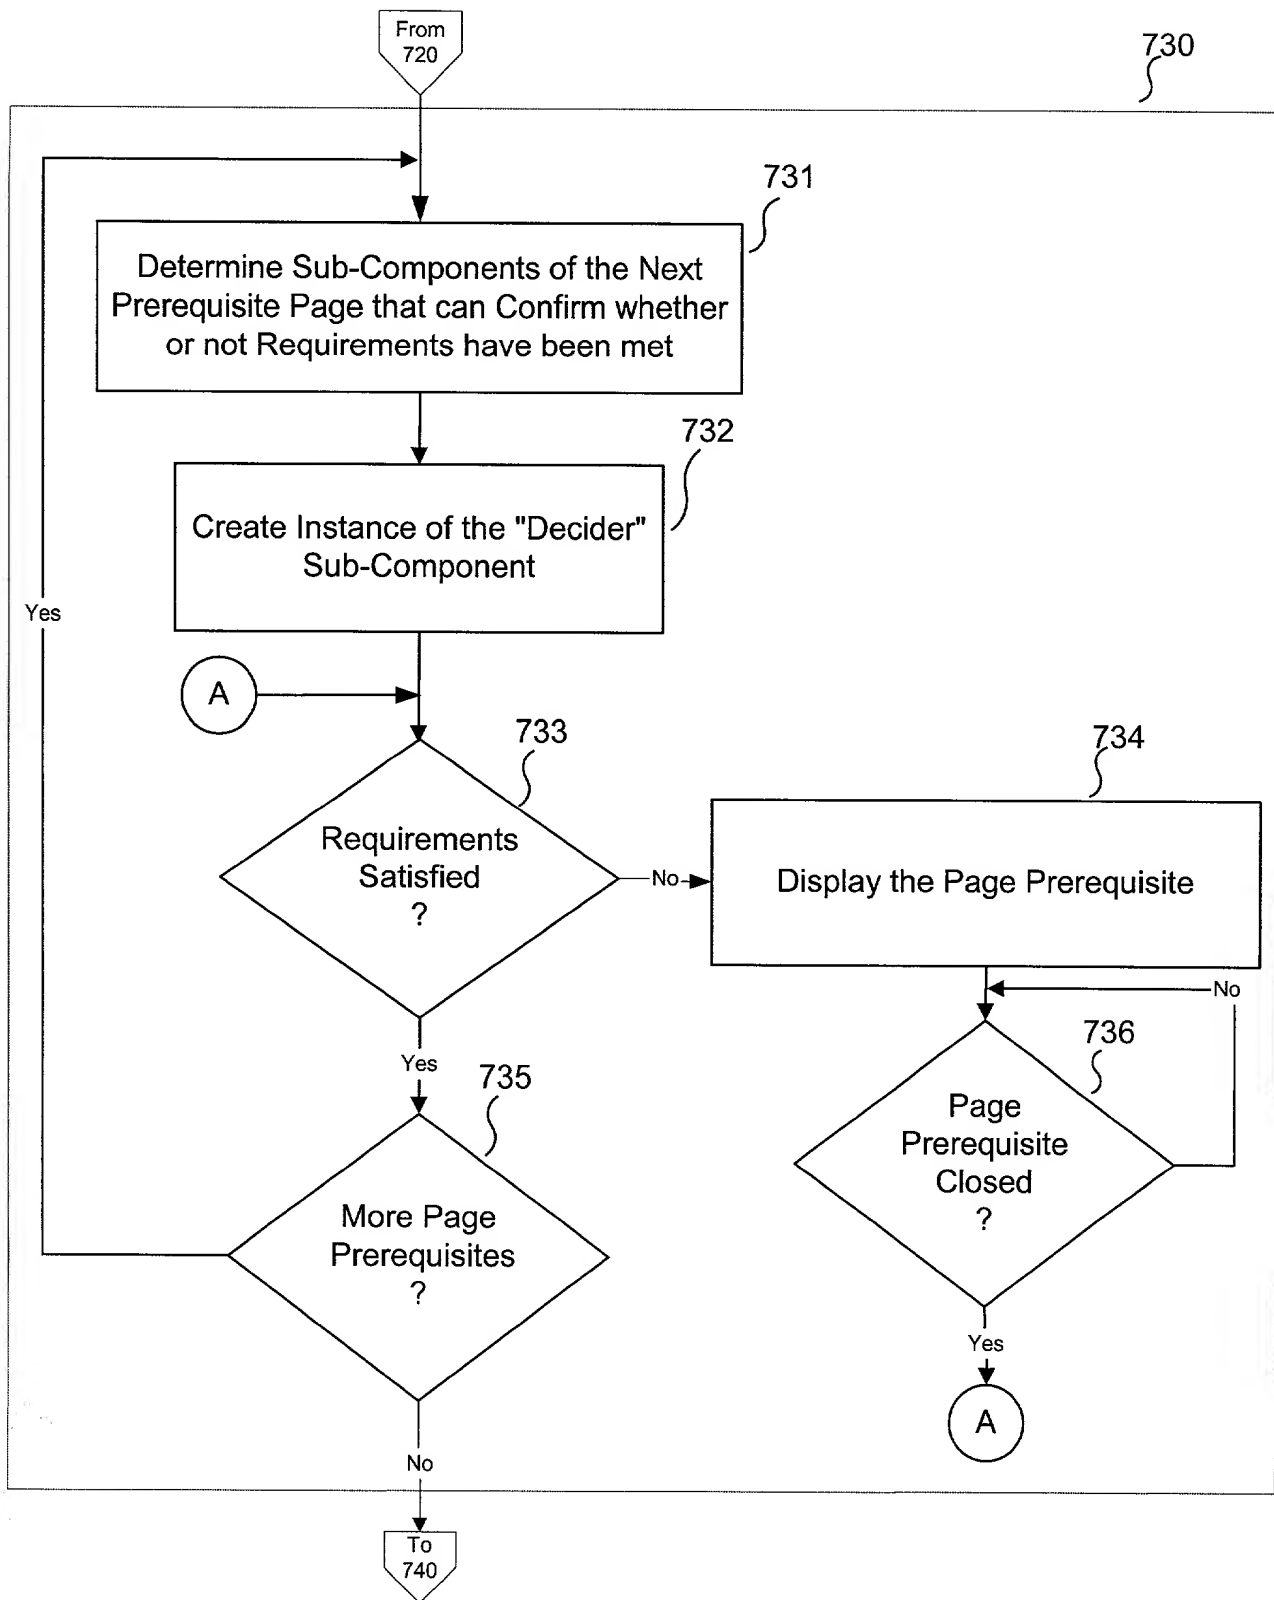 From
720
730
731
Determine Sub-Components of the Next
Prerequisite Page that can Confirm whether
or not Requirements have been met
732
Create Instance of the "Decider"
Sub-Component
Yes
A
733
Requirements
Satisfied
?
No
734
Display the Page Prerequisite
No
736
Page
Prerequisite
Closed
?
Yes
A
Yes
735
More Page
Prerequisites
?
No
To
740